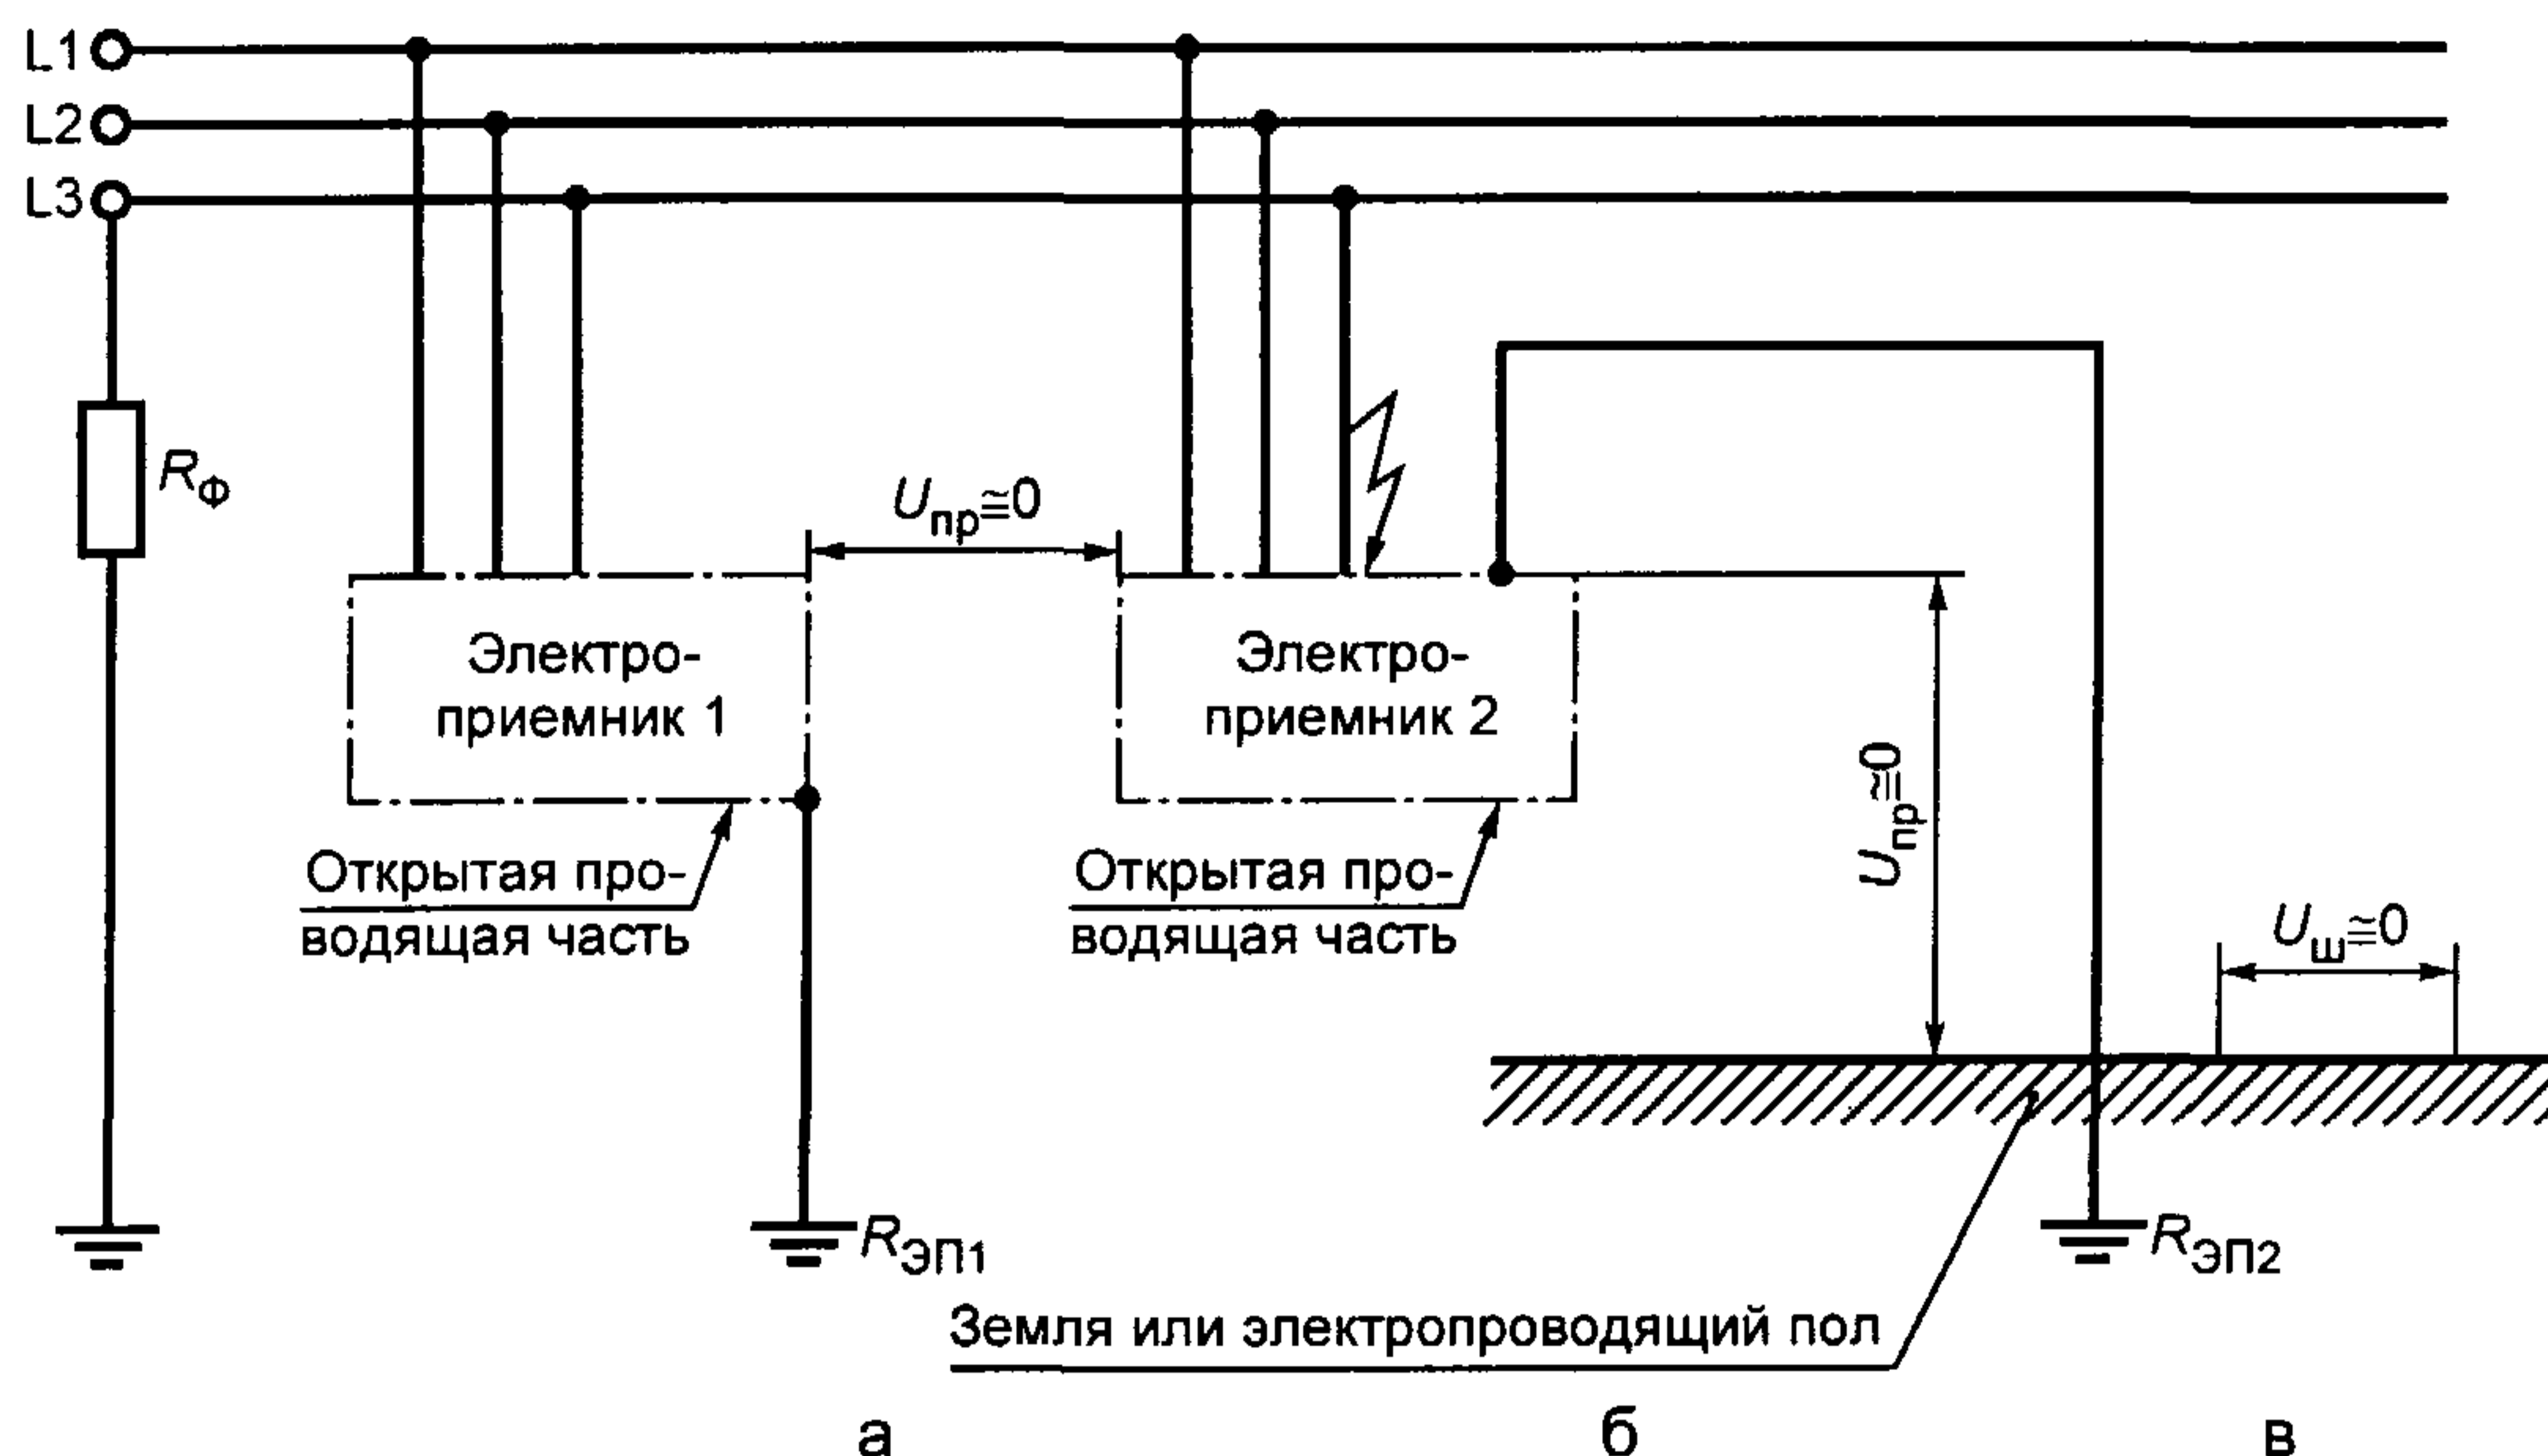 L1
L2
L3
RФ
Uпр≅0
Электро-
приемник 1
Электро-
приемник 2
Uпр≅0
Открытая про-
водящая часть
Открытая про-
водящая часть
Uш≅0
RЭП1
RЭП2
Земля или электропроводящий пол
а
б
в